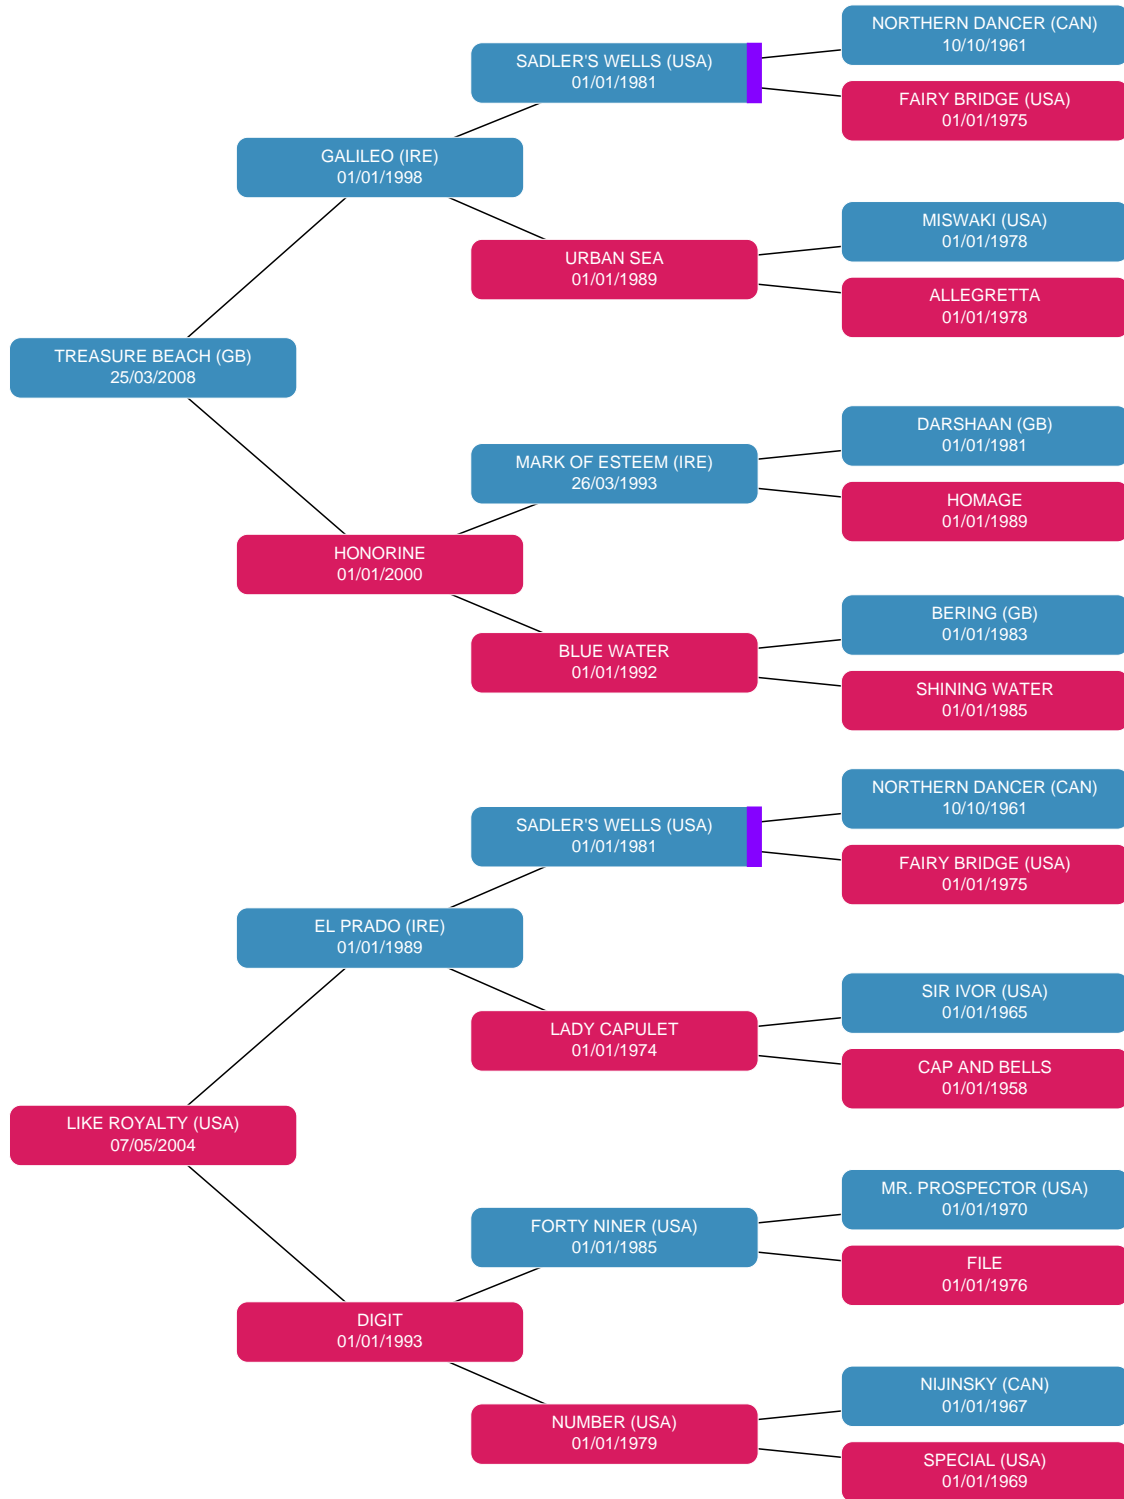 NORTHERN DANCER (CAN)
10/10/1961
SADLER'S WELLS (USA)
01/01/1981
FAIRY BRIDGE (USA)
01/01/1975
GALILEO (IRE)
01/01/1998
MISWAKI (USA)
01/01/1978
URBAN SEA
01/01/1989
ALLEGRETTA
01/01/1978
TREASURE BEACH (GB)
25/03/2008
DARSHAAN (GB)
01/01/1981
MARK OF ESTEEM (IRE)
26/03/1993
HOMAGE
01/01/1989
HONORINE
01/01/2000
BERING (GB)
01/01/1983
BLUE WATER
01/01/1992
SHINING WATER
01/01/1985
NORTHERN DANCER (CAN)
10/10/1961
SADLER'S WELLS (USA)
01/01/1981
FAIRY BRIDGE (USA)
01/01/1975
EL PRADO (IRE)
01/01/1989
SIR IVOR (USA)
01/01/1965
LADY CAPULET
01/01/1974
CAP AND BELLS
01/01/1958
LIKE ROYALTY (USA)
07/05/2004
MR. PROSPECTOR (USA)
01/01/1970
FORTY NINER (USA)
01/01/1985
FILE
01/01/1976
DIGIT
01/01/1993
NIJINSKY (CAN)
01/01/1967
NUMBER (USA)
01/01/1979
SPECIAL (USA)
01/01/1969